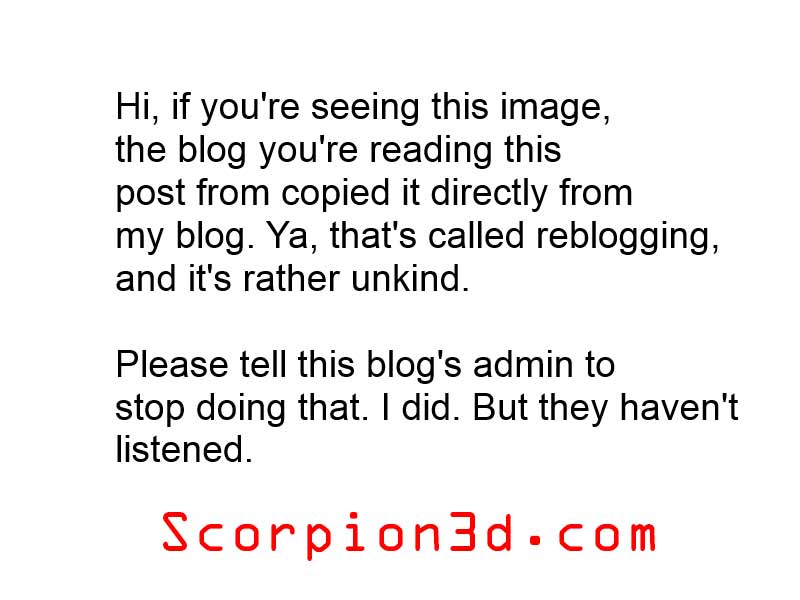 Hi, if you're seeing this image,
the blog you're reading this
post from copied it directly from
my blog. Ya, that's called reblogging,
and it's rather unkind.
Please tell this blog's admin to
stop doing that. I did. But they haven't
listened.
Scorpion3d.com